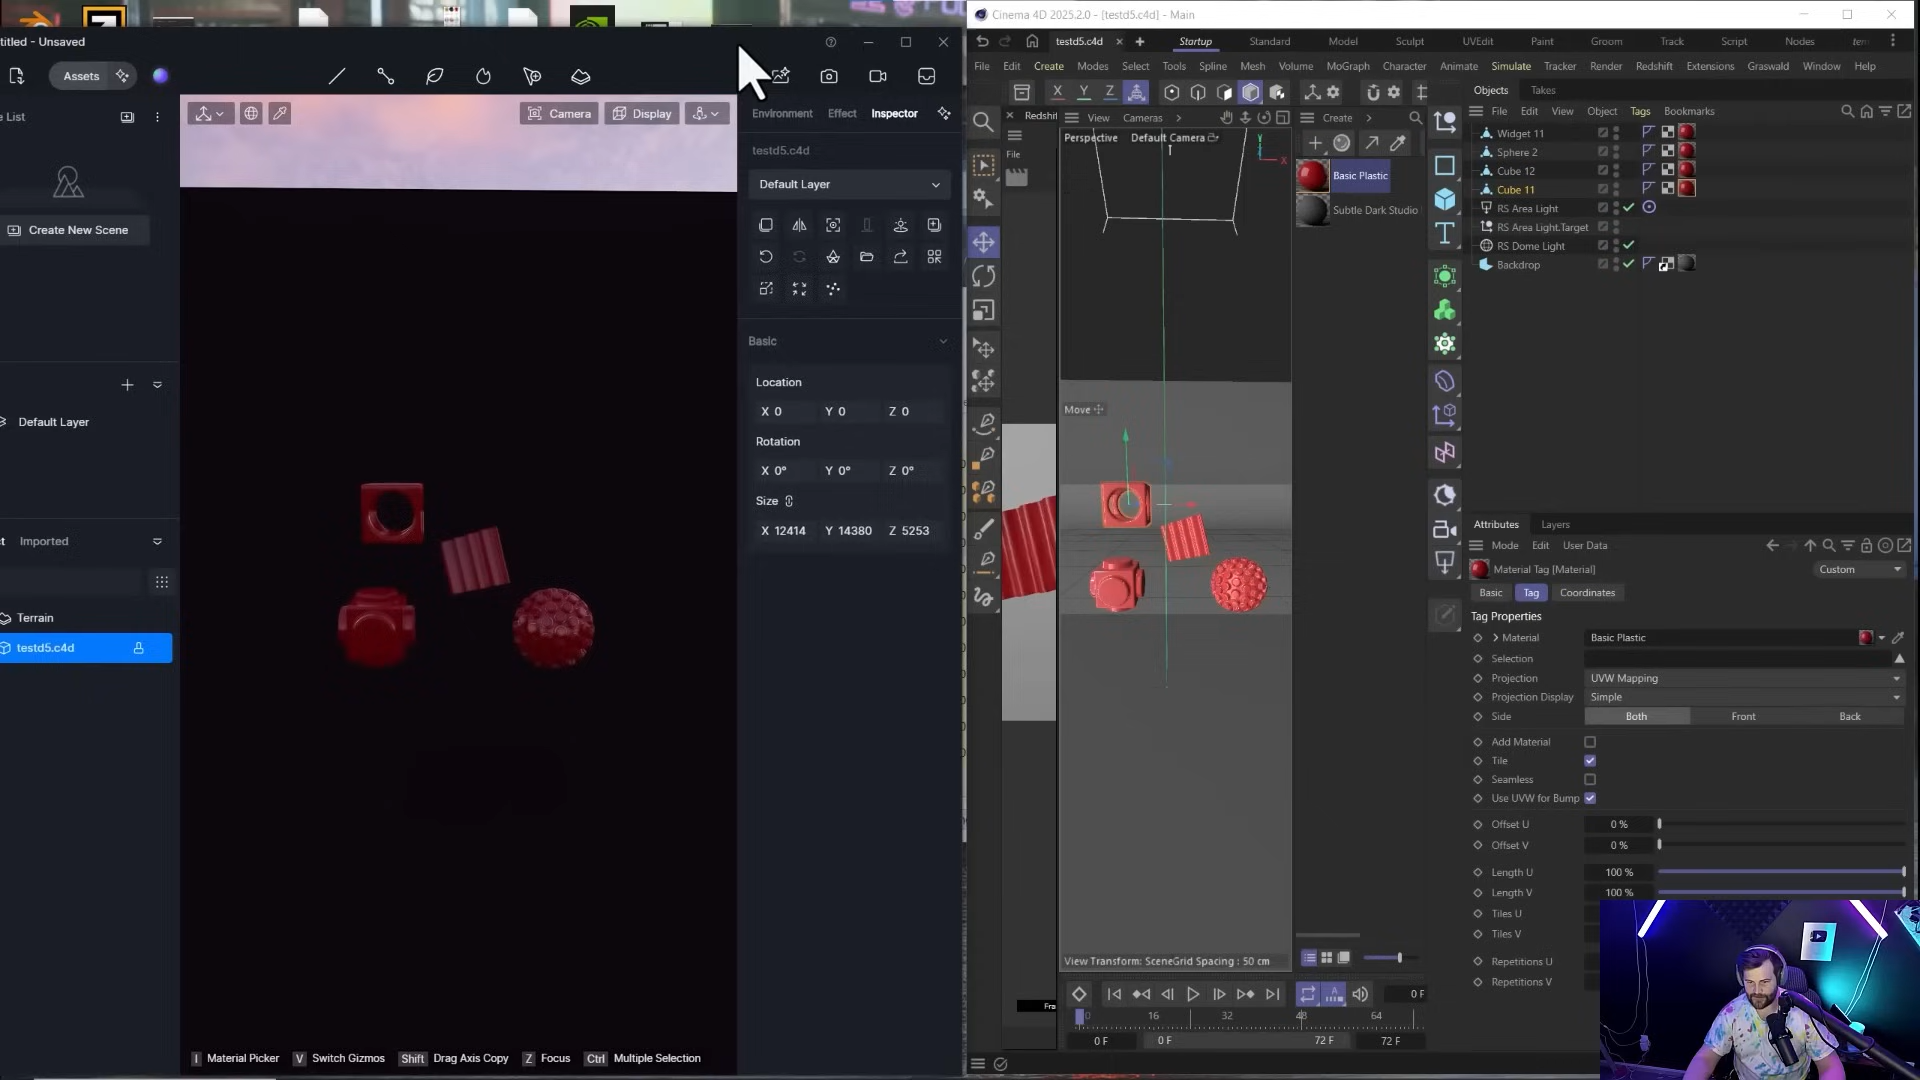 titled - Unsaved
Assets
e List
Create New Scene
Default Layer
ct
Imported
Terrain
testd5.c4d
Camera
Display
I Material Picker
V Switch Gizmos
Shift Drag Axis Copy
Z Focus
Ctrl Multiple Selection
Environment
Effect
Inspector
testd5.c4d
Default Layer
Basic
Location
X 0
Y 0
Z 0
Rotation
X 0°
Y 0°
Z 0°
Size
X 12414
Y 14380
Z 5253
Cinema 4D 2025.2.0 - [testd5.c4d] - Main
testd5.c4d
Startup
Standard
Model
Sculpt
UVEdit
Paint
Groom
Track
Script
Nodes
File
Edit
Create
Modes
Select
Tools
Spline
Mesh
Volume
MoGraph
Character
Animate
Simulate
Tracker
Render
Redshift
Extensions
Graswald
Window
Help
X
Y
Z
Redshi
File
View
Cameras
Perspective
Default Camera
Move
View Transform: Scene
Grid Spacing : 50 cm
Create
Basic Plastic
Subtle Dark Studio
Fra
0
16
32
48
64
0 F
0 F
0 F
72 F
72 F
Objects
Takes
File
Edit
View
Object
Tags
Bookmarks
Widget 11
Sphere 2
Cube 12
Cube 11
RS Area Light
RS Area Light.Target
RS Dome Light
Backdrop
Attributes
Layers
Mode
Edit
User Data
Material Tag [Material]
Custom
Basic
Tag
Coordinates
Tag Properties
Material
Basic Plastic
Selection
Projection
UVW Mapping
Projection Display
Simple
Side
Both
Front
Back
Add Material
Tile
Seamless
Use UVW for Bump
Offset U
0 %
Offset V
0 %
Length U
100 %
Length V
100 %
Tiles U
Tiles V
Repetitions U
Repetitions V